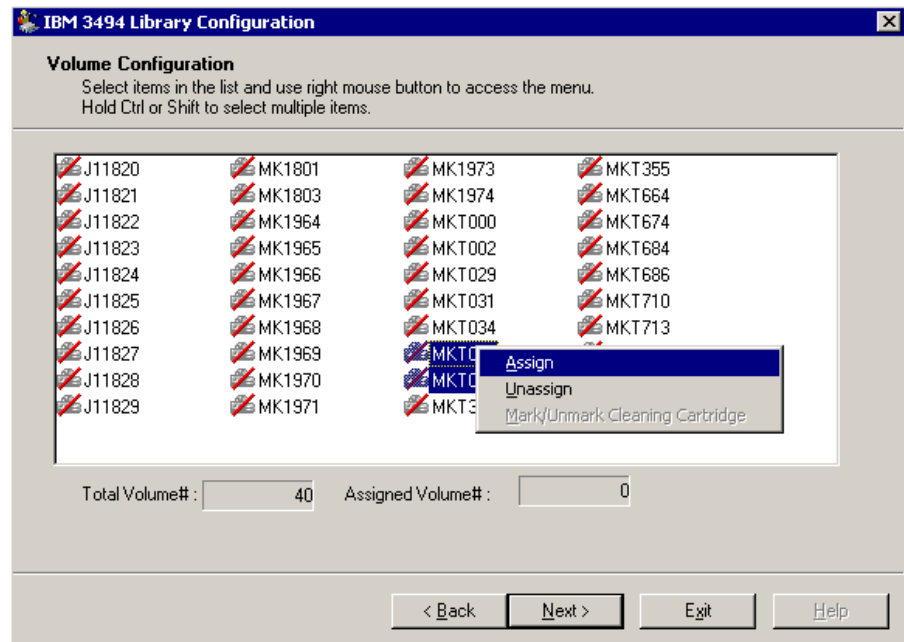 IBM 3494 Library Configuration
Volume Configuration
Select items in the list and use right mouse button to access the menu.
Hold Ctrl or Shift to select multiple items.
J11820 MK1801 MK1973 MKT355
J11821 MK1803 MK1974 MKT664
J11822 MK1964 MKT000 MKT674
J11823 MK1965 MKT002 MKT684
J11824 MK1966 MKT029 MKT686
J11825 MK1967 MKT031 MKT710
J11826 MK1968 MKT034 MKT713
J11827 MK1969
Assign
J11828 MK1970
Unassign
J11829 MK1971
Mark/Unmark Cleaning Cartridge
Total Volume# : 40 Assigned Volume# : 0
< Back Next > Exit Help